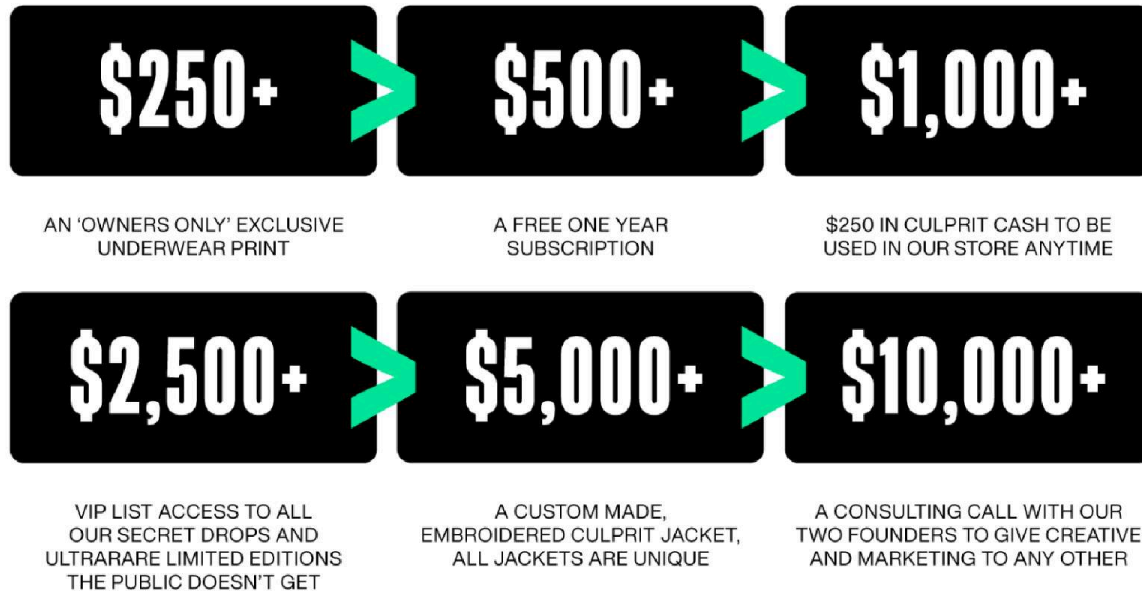 $250+ > $500+ > $1,000+
AN ‘OWNERS ONLY’ EXCLUSIVE
UNDERWEAR PRINT
A FREE ONE YEAR
SUBSCRIPTION
$250 IN CULPRIT CASH TO BE
USED IN OUR STORE ANYTIME
$2,500+ > $5,000+ > $10,000+
VIP LIST ACCESS TO ALL
OUR SECRET DROPS AND
ULTRARARE LIMITED EDITIONS
THE PUBLIC DOESN’T GET
A CUSTOM MADE,
EMBROIDERED CULPRIT JACKET,
ALL JACKETS ARE UNIQUE
A CONSULTING CALL WITH OUR
TWO FOUNDERS TO GIVE CREATIVE
AND MARKETING TO ANY OTHER